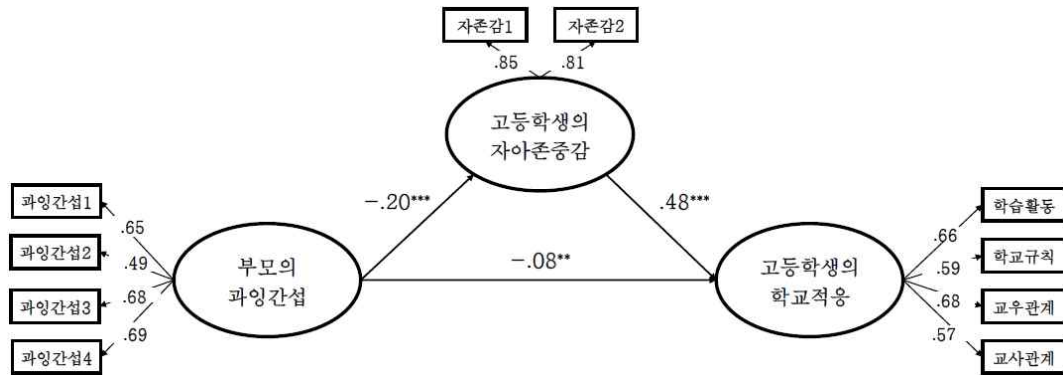 자존감1
자존감2
.85
.81
고등학생의
자아존중감
-.20***
.48***
과잉간섭1
과잉간섭2
과잉간섭3
과잉간섭4
.65
.49
.68
.69
부모의
과잉간섭
-.08**
고등학생의
학교적응
.66
.59
.68
.57
학습활동
학교규칙
교우관계
교사관계